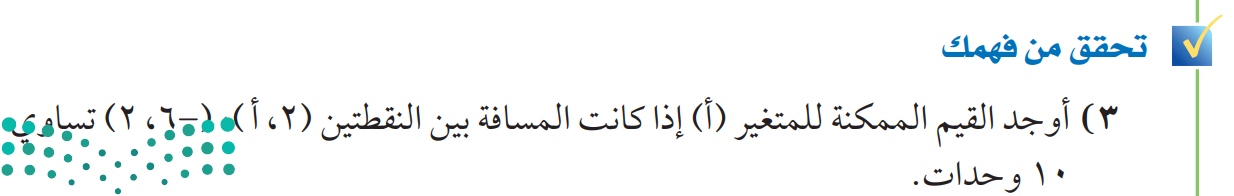 تحقق من فهمك
٣) أوجد القيم الممكنة للمتغير (أ) إذا كانت المسافة بين النقطتين (٢، أ)، (-٦، ٢) تساوي
١٠ وحدات.